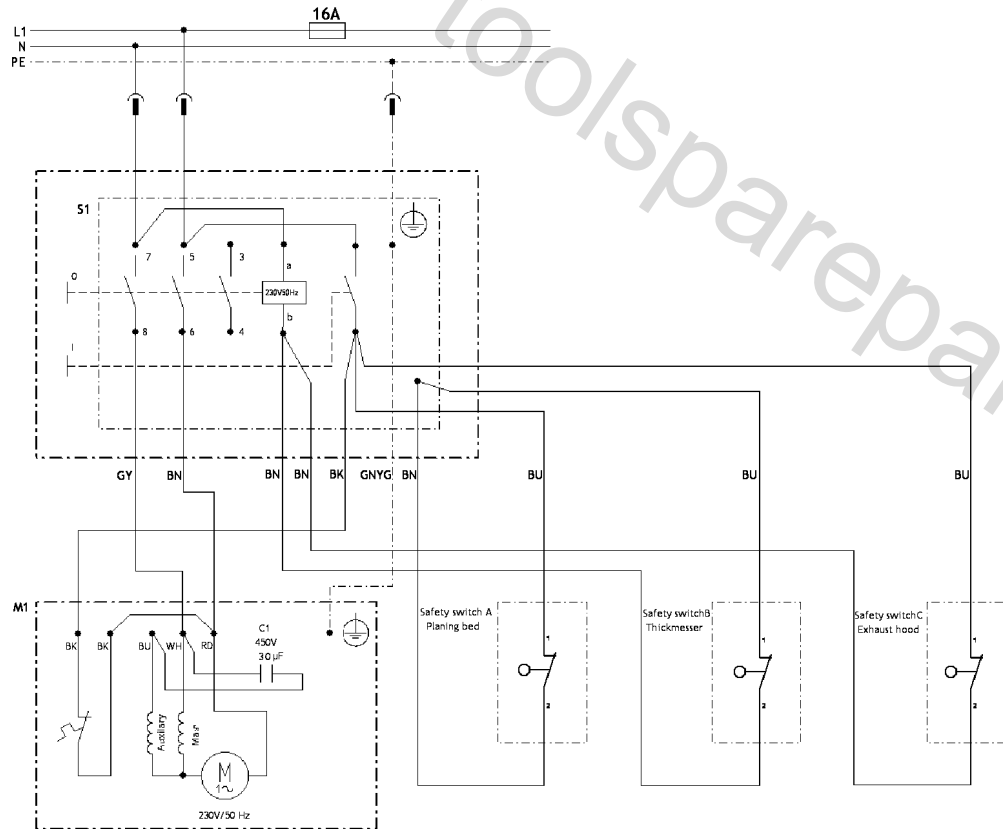 16A
L1
N
PE
S1
7 5 3
a
0
230V50Hz
b
8 6 4
I
GY BN BN BN BK GNYG BN BU BU BU
M1
Safety switch A
Planing bed
Safety switchB
Thickmesser
Safety switchC
Exhaust hood
C1
450V
30 µF
BK BK BU WH RD
1 1 1
2 2 2
Auxiliary
Main
M
1~
230V/50 Hz
toolsparepar